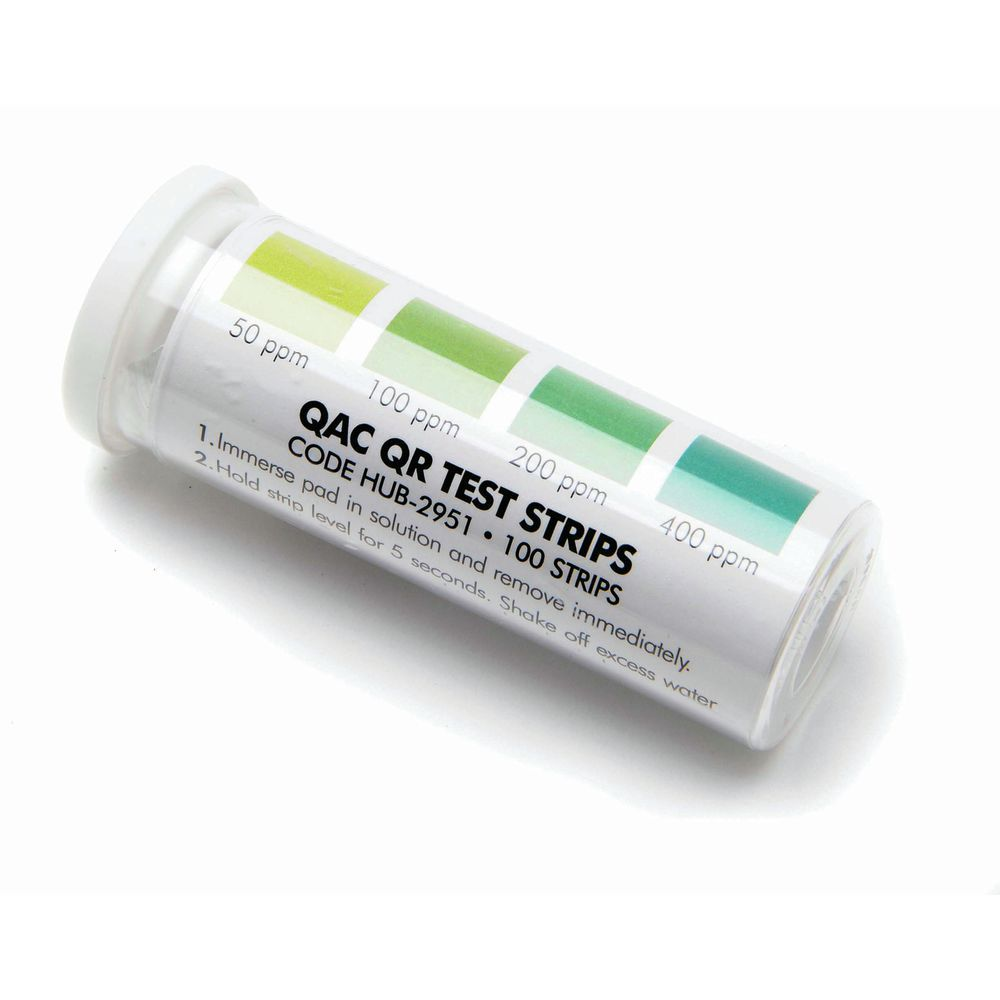 50 ppm
100 ppm
200 ppm
400 ppm
QAC QR TEST STRIPS
CODE HUB-2951 • 100 STRIPS
1. Immerse pad in solution and remove immediately.
2. Hold strip level for 5 seconds. Shake off excess water